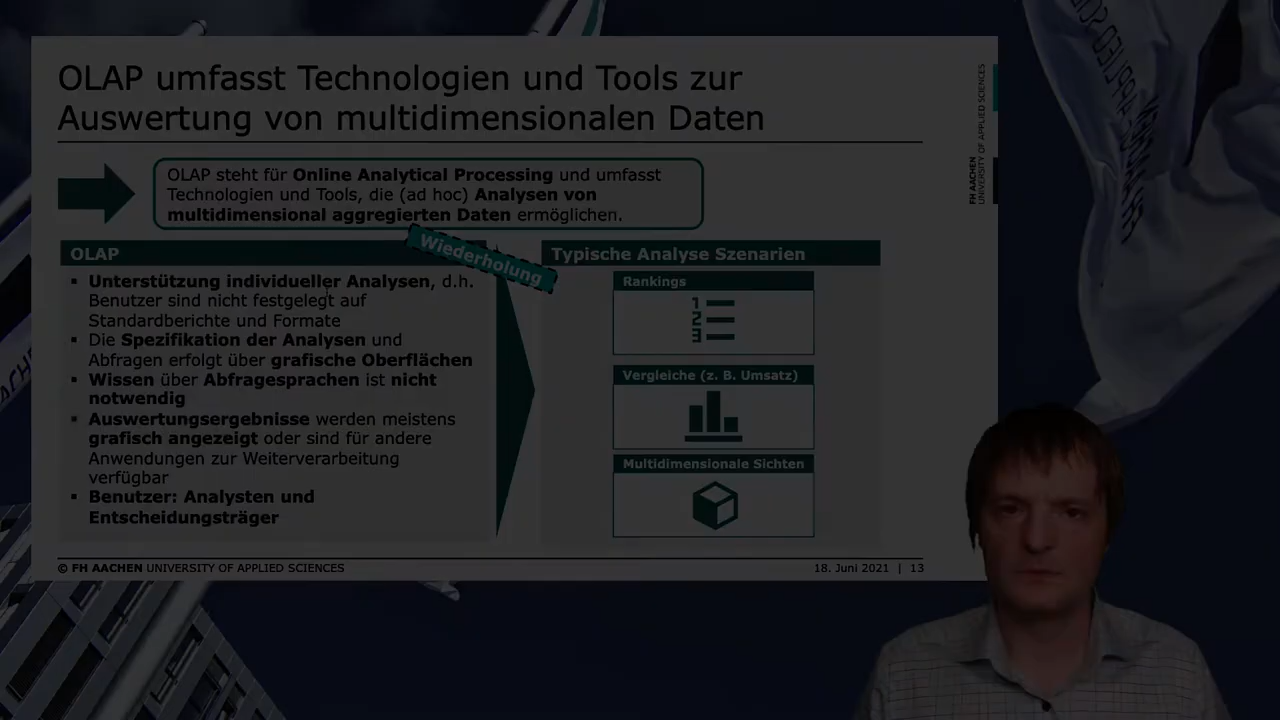 OLAP umfasst Technologien und Tools zur
Auswertung von multidimensionalen Daten
FH AACHEN
UNIVERSITY OF APPLIED SCIENCES
OLAP steht für Online Analytical Processing und umfasst
Technologien und Tools, die (ad hoc) Analysen von
multidimensional aggregierten Daten ermöglichen.
Wiederholung
OLAP
▪ Unterstützung individueller Analysen, d.h.
Benutzer sind nicht festgelegt auf
Standardberichte und Formate
▪ Die Spezifikation der Analysen und
Abfragen erfolgt über grafische Oberflächen
▪ Wissen über Abfragesprachen ist nicht
notwendig
▪ Auswertungsergebnisse werden meistens
grafisch angezeigt oder sind für andere
Anwendungen zur Weiterverarbeitung
verfügbar
▪ Benutzer: Analysten und
Entscheidungsträger
Typische Analyse Szenarien
Rankings
1
2
3
Vergleiche (z. B. Umsatz)
Multidimensionale Sichten
© FH AACHEN UNIVERSITY OF APPLIED SCIENCES
18. Juni 2021 | 13